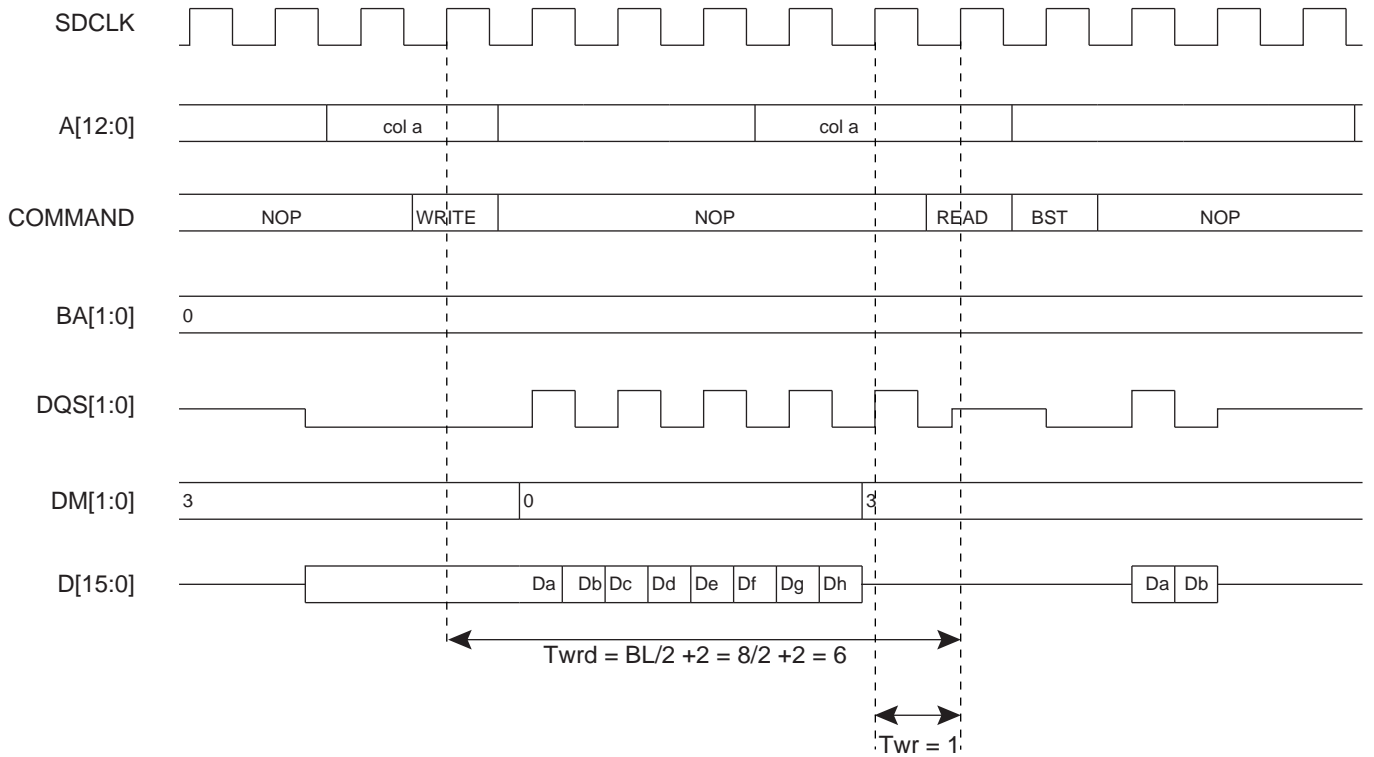 SDCLK
A[12:0] col a col a
COMMAND NOP WRITE NOP READ BST NOP
BA[1:0] 0
DQS[1:0]
DM[1:0] 3 0 3
D[15:0] Da Db Dc Dd De Df Dg Dh Da Db
Twrd = BL/2 +2 = 8/2 +2 = 6
Twr = 1